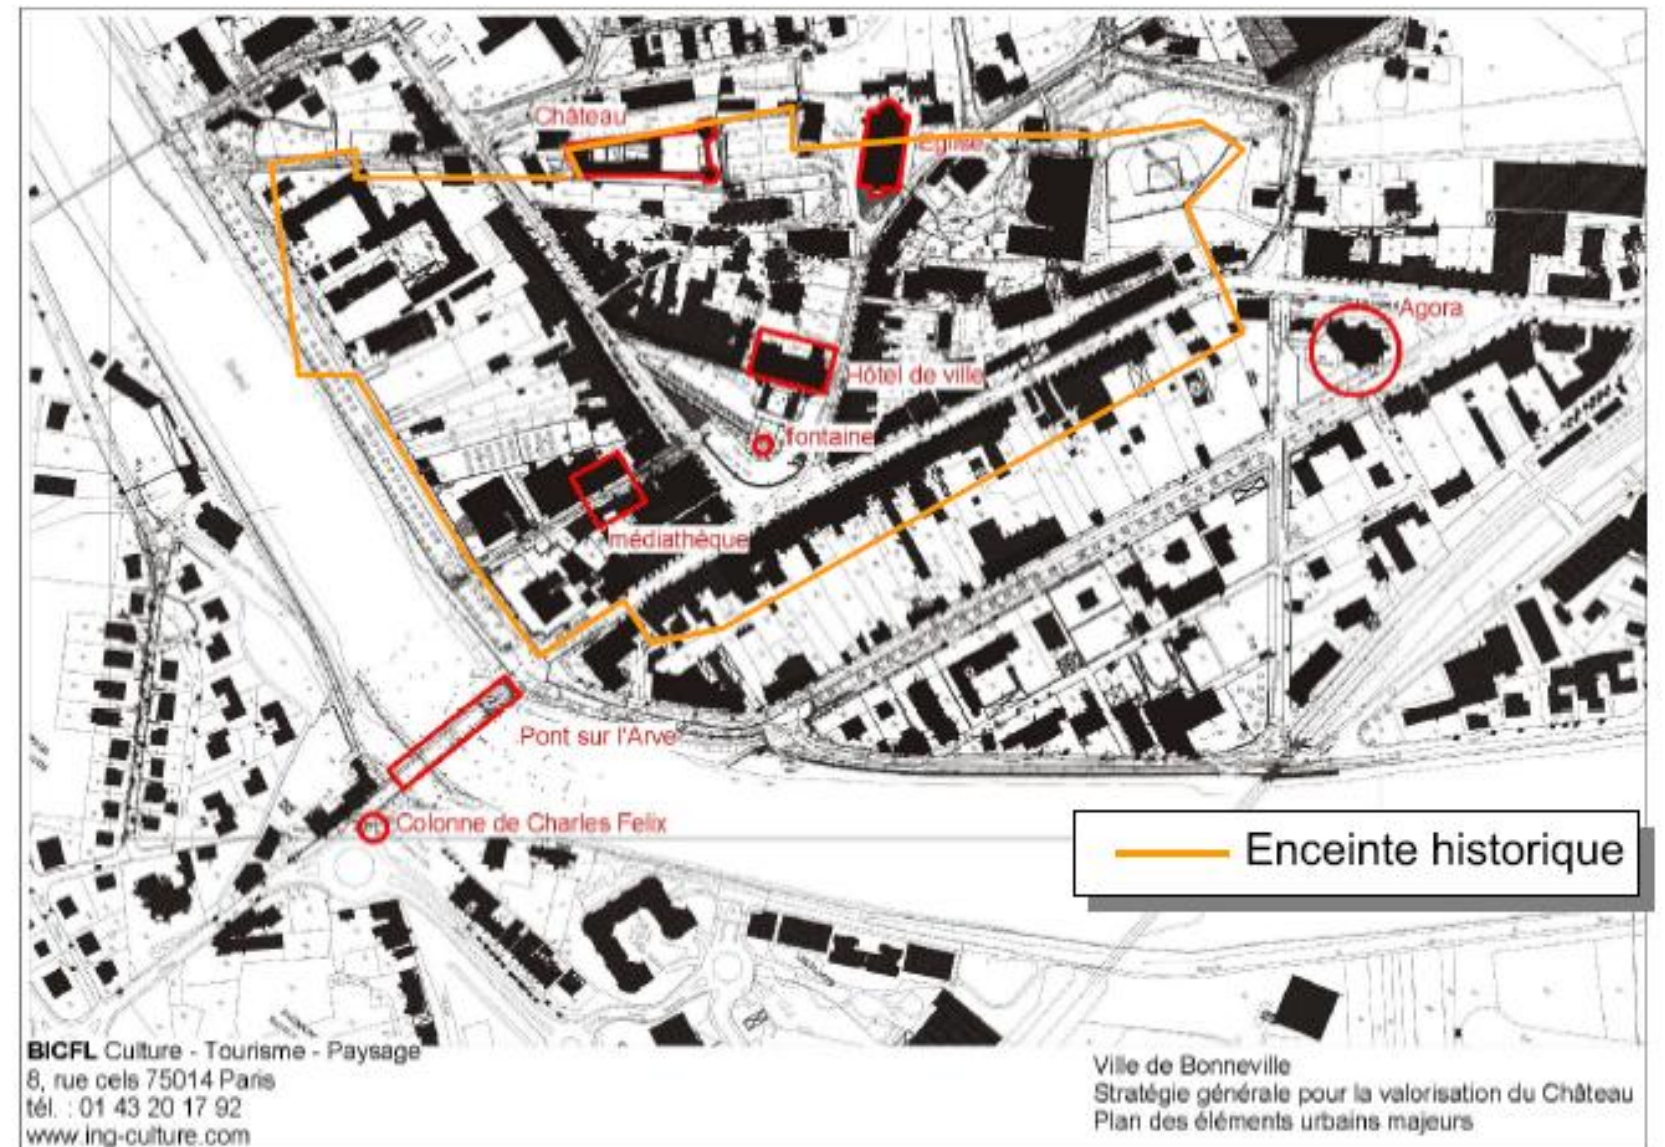 Château
Eglise
Agora
Hôtel de ville
fontaine
médiathèque
Pont sur l'Arve
Colonne de Charles Felix
Enceinte historique
BICFL Culture - Tourisme - Paysage
8, rue cels 75014 Paris
tél. : 01 43 20 17 92
www.ing-culture.com
Ville de Bonneville
Stratégie générale pour la valorisation du Château
Plan des éléments urbains majeurs